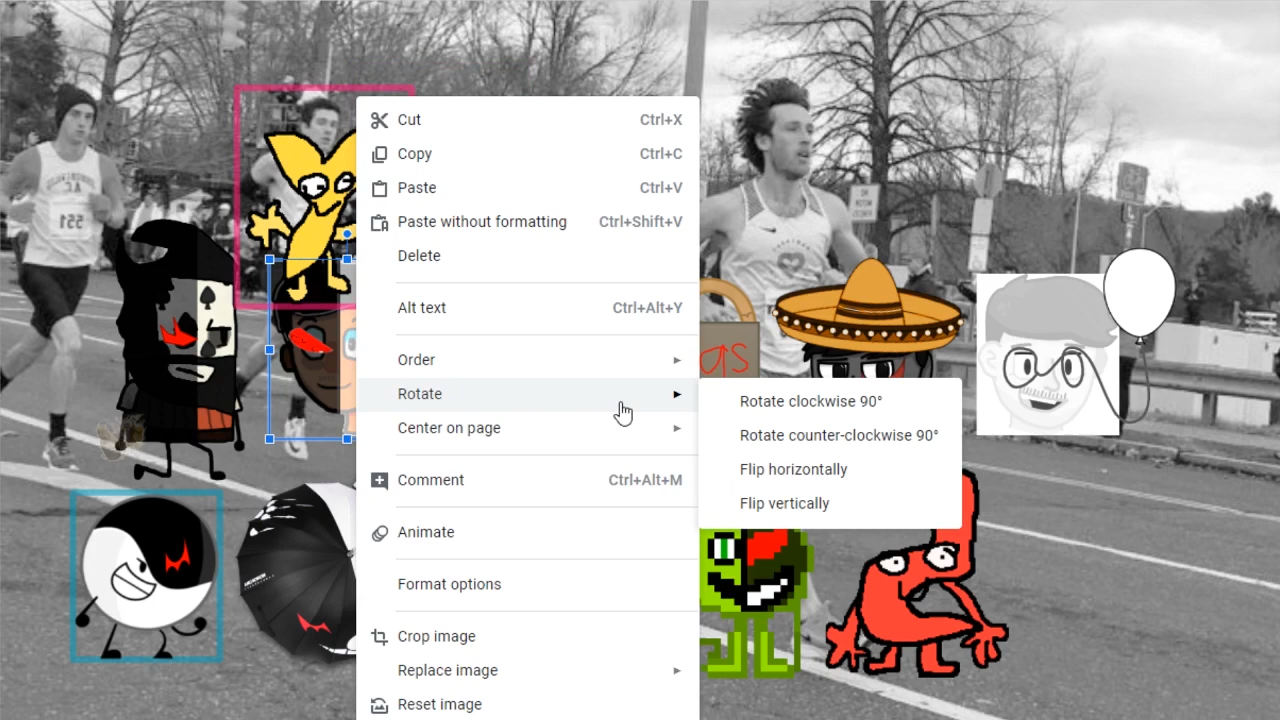 Cut Ctrl+X
Copy Ctrl+C
Paste Ctrl+V
Paste without formatting Ctrl+Shift+V
Delete
Alt text Ctrl+Alt+Y
Order
Rotate
Center on page
Comment Ctrl+Alt+M
Animate
Format options
Crop image
Replace image
Reset image
Rotate clockwise 90°
Rotate counter-clockwise 90°
Flip horizontally
Flip vertically
as